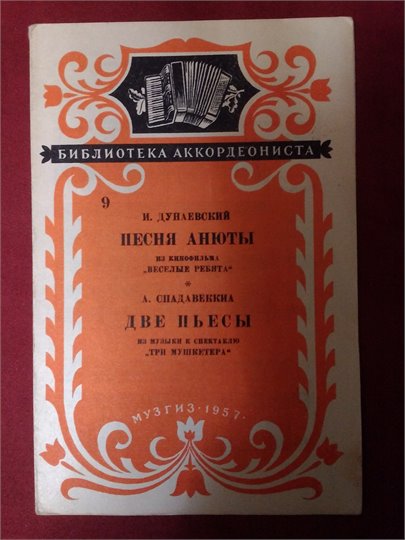 БИБЛИОТЕКА АККОРДЕОНИСТА
9
И. ДУНАЕВСКИЙ
ПЕСНЯ АНЮТЫ
ИЗ КИНОФИЛЬМА
„ВЕСЕЛЫЕ РЕБЯТА“
*
А. СПАДАВЕККИА
ДВЕ ПЬЕСЫ
ИЗ МУЗЫКИ К СПЕКТАКЛЮ
„ТРИ МУШКЕТЕРА“
МУЗГИЗ·1957·